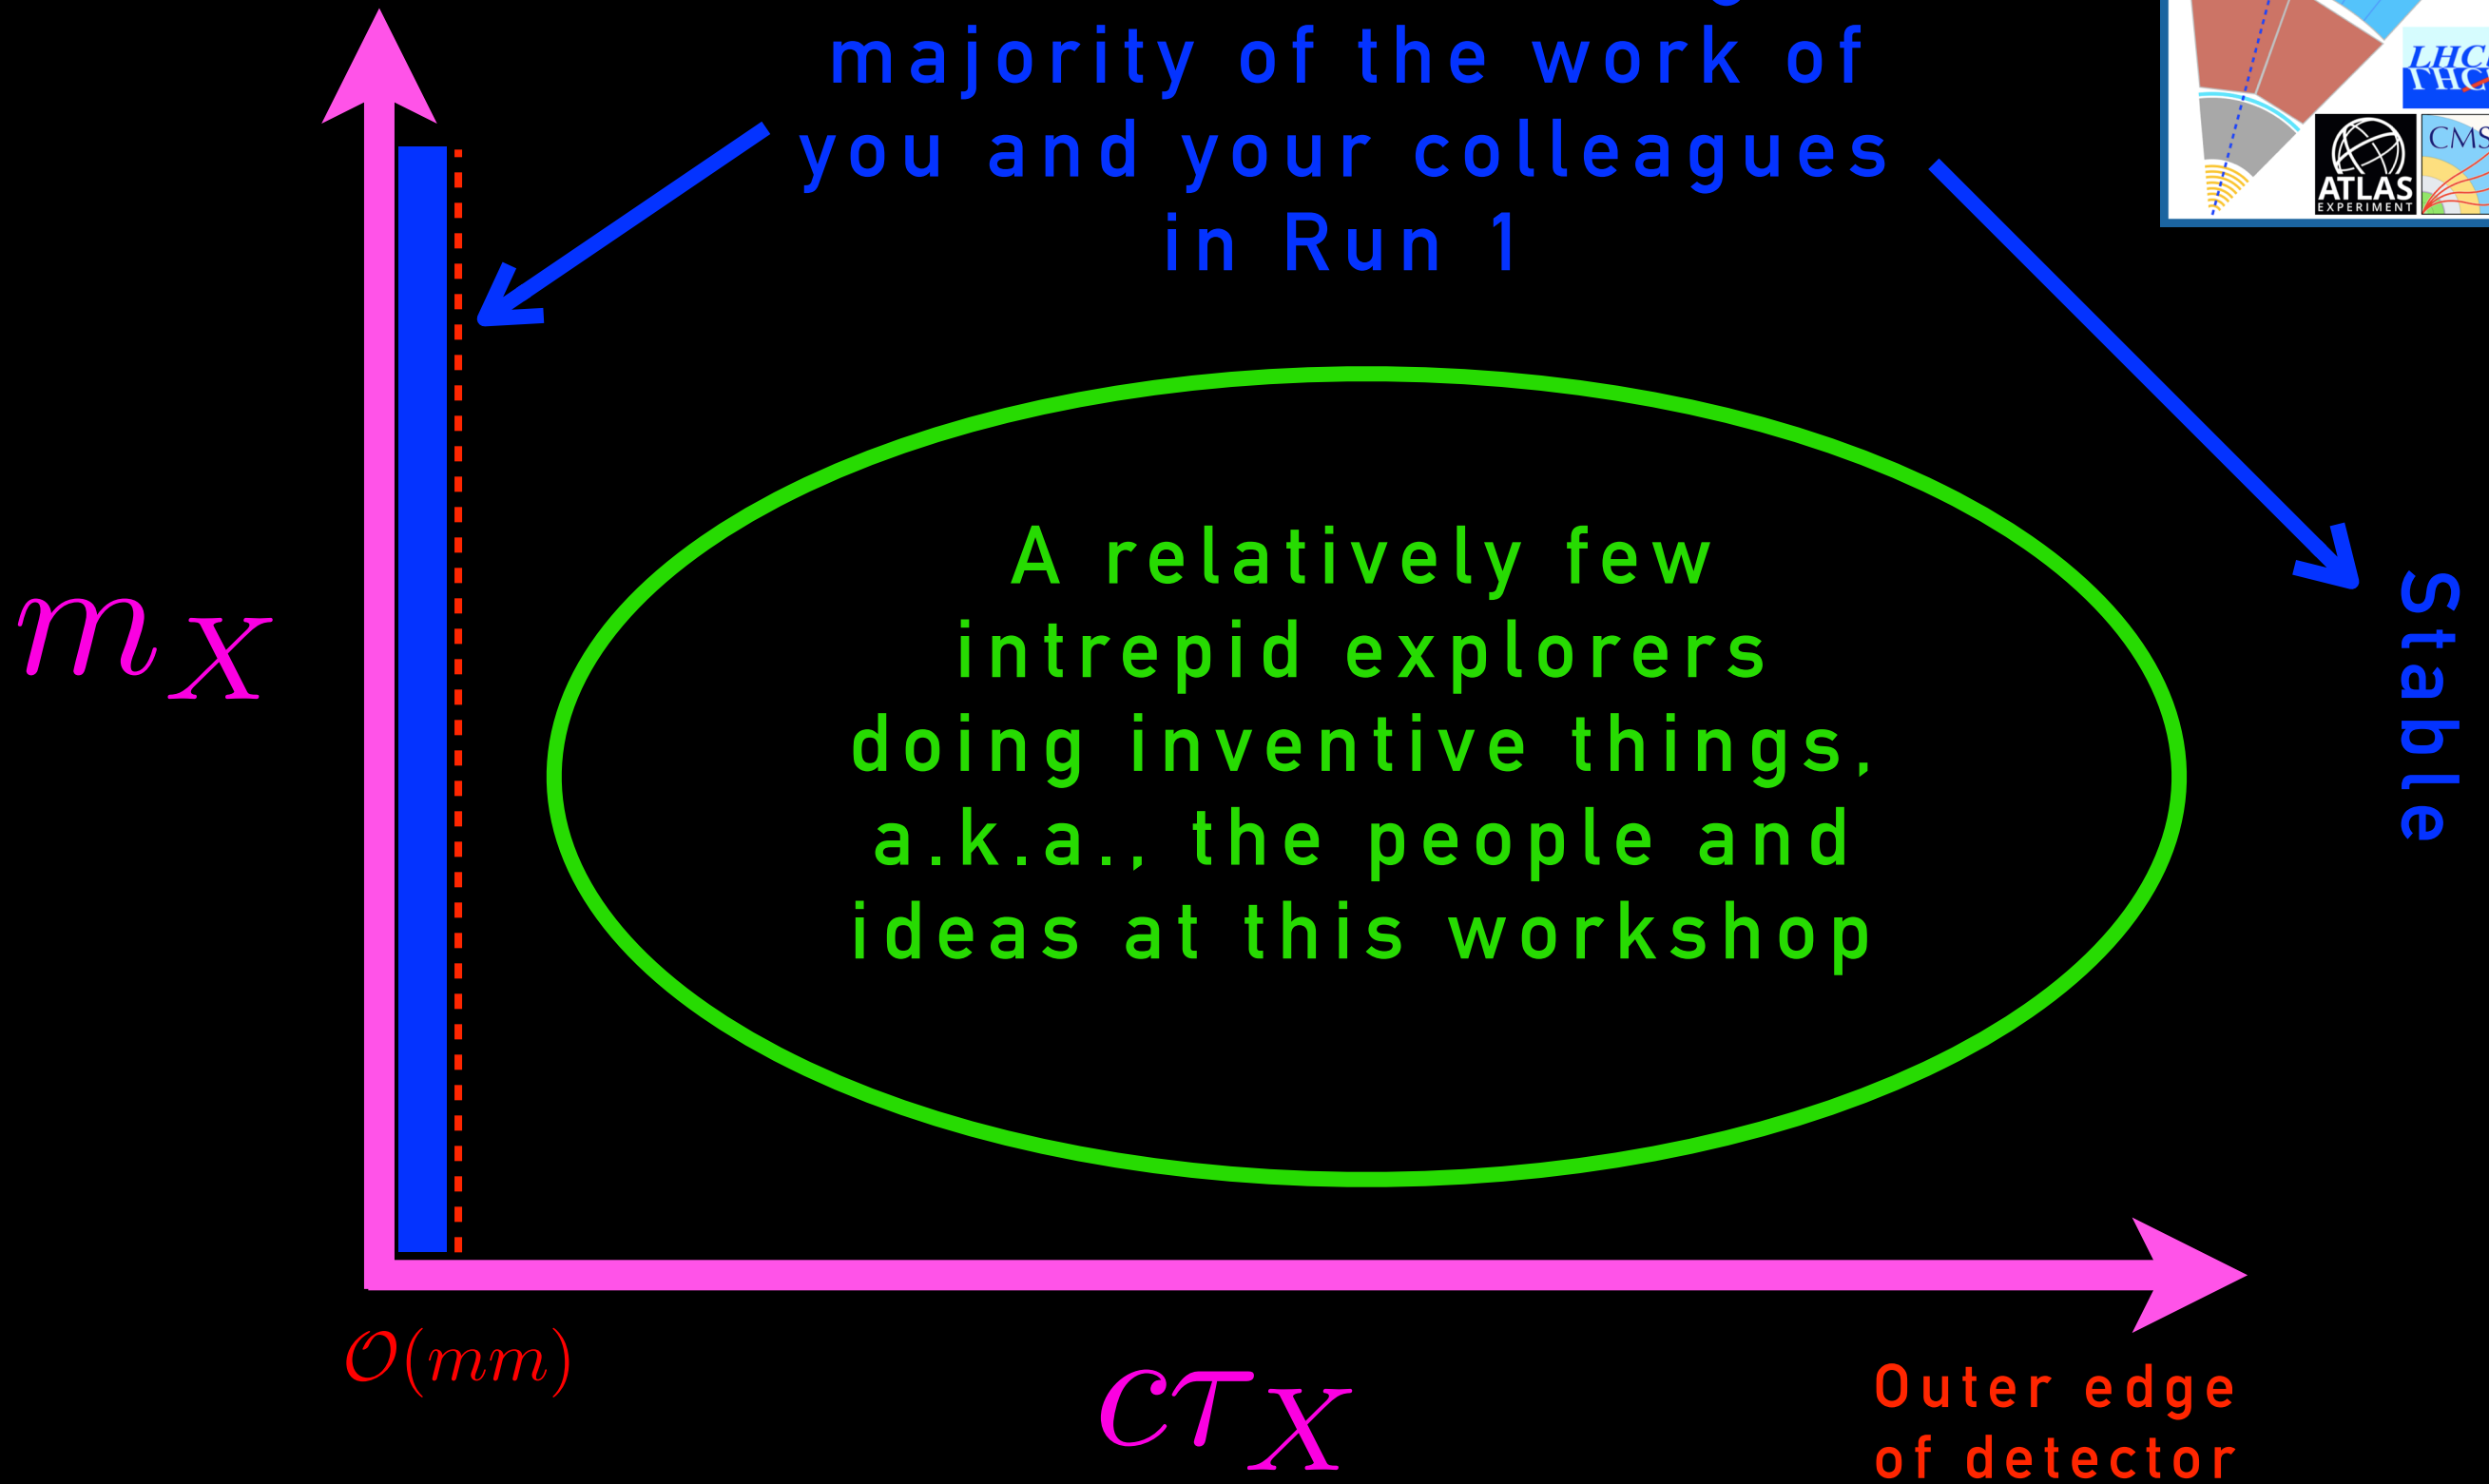 majority of the work of
you and your colleagues
in Run 1
ATLAS
EXPERIMENT
A relatively few
intrepid explorers
doing inventive things,
a.k.a., the people and
ideas at this workshop
Stable
m_X
O(mm)
cτ_X
Outer edge
of detector